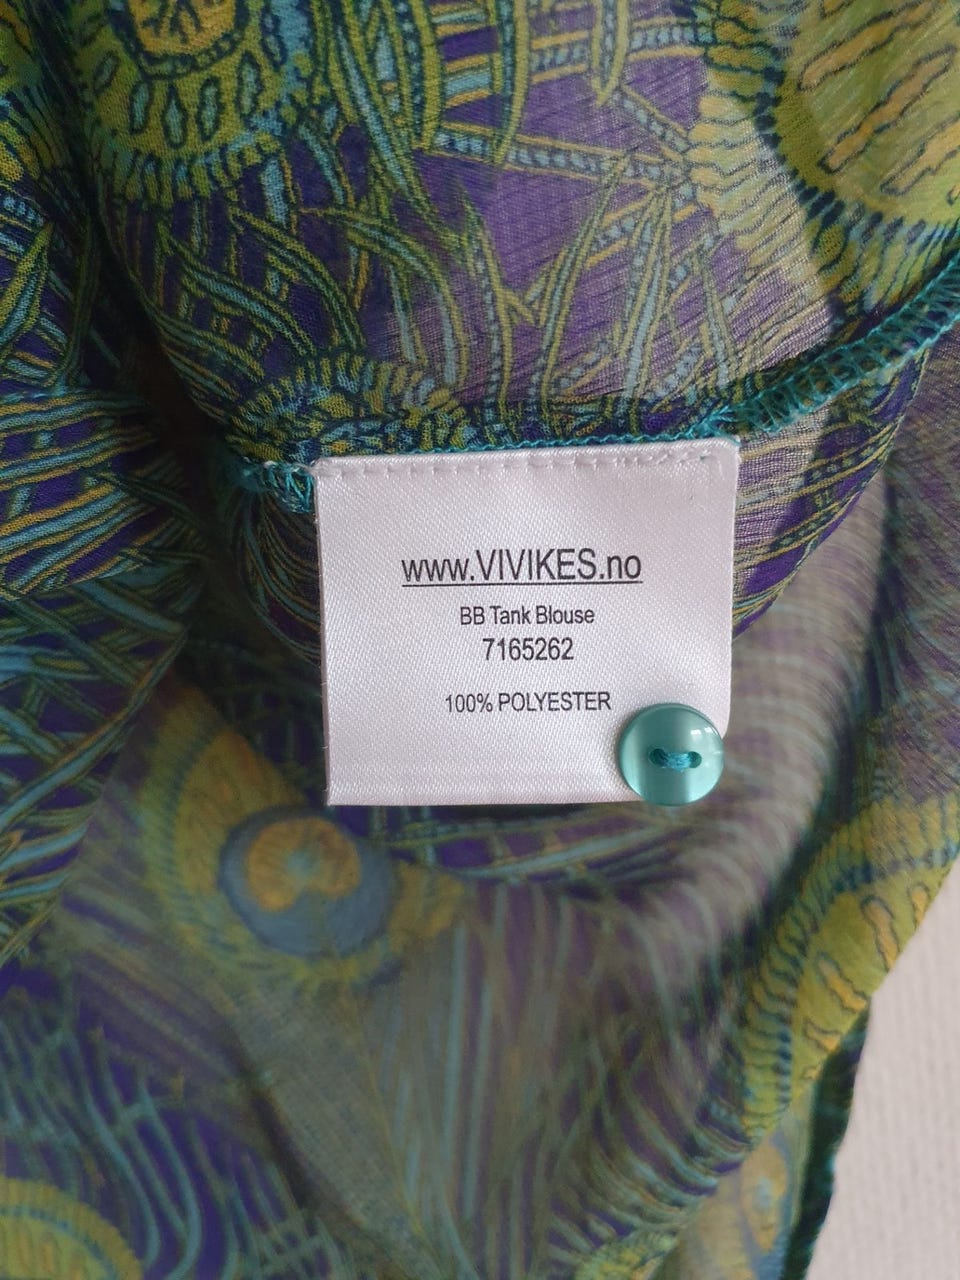 www.VIVIKES.no
BB Tank Blouse
7165262
100% POLYESTER